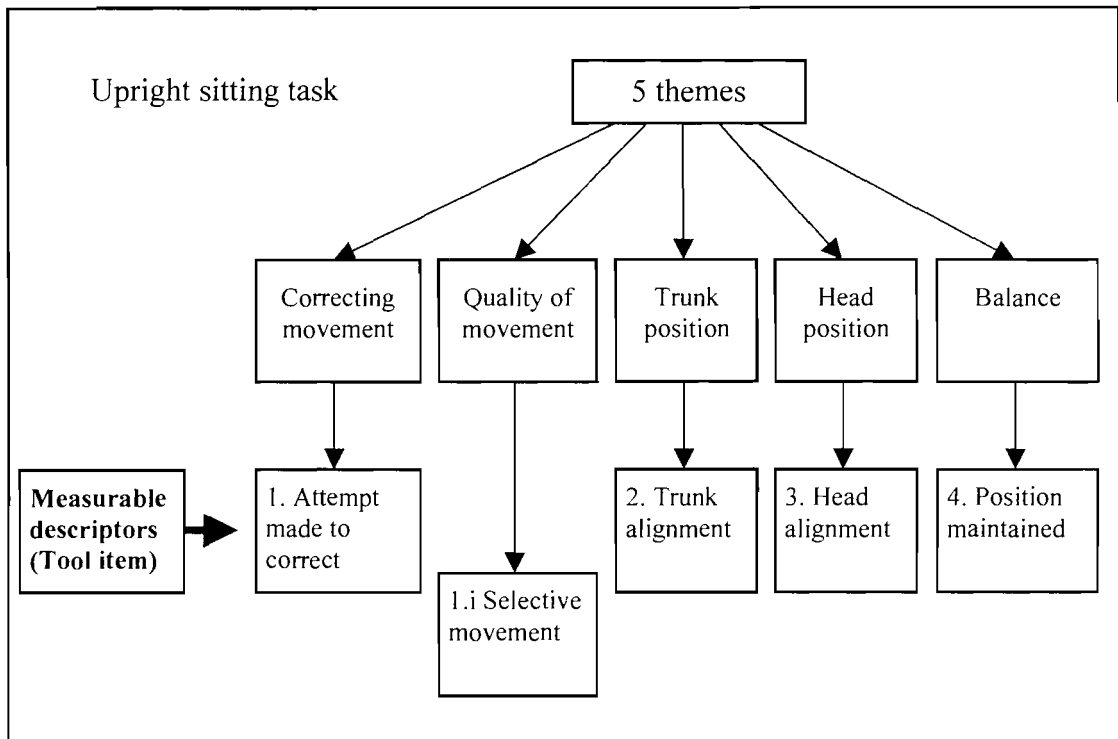 Upright sitting task
5 themes
Correcting
movement
Quality of
movement
Trunk
position
Head
position
Balance
Measurable
descriptors
(Tool item)
1. Attempt
made to
correct
1.i Selective
movement
2. Trunk
alignment
3. Head
alignment
4. Position
maintained